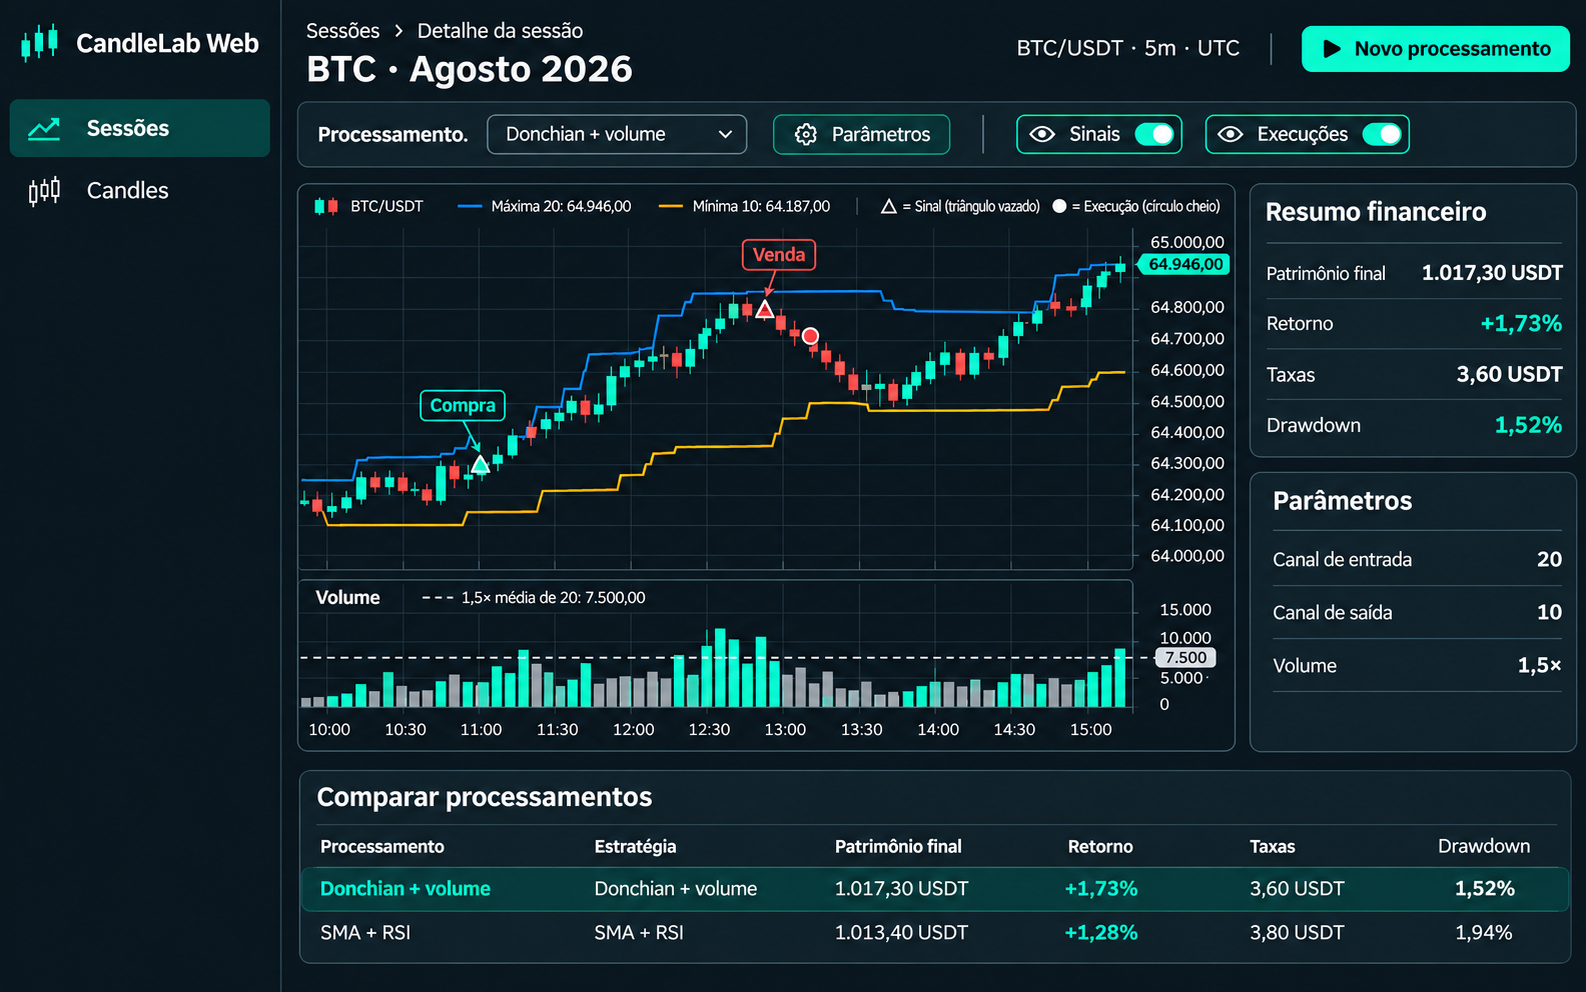 CandleLab Web
Sessões
Candles
Sessões > Detalhe da sessão
BTC · Agosto 2026
BTC/USDT · 5m · UTC
Novo processamento
Processamento.
Donchian + volume
Parâmetros
Sinais
Execuções
BTC/USDT
Máxima 20: 64.946,00
Mínima 10: 64.187,00
= Sinal (triângulo vazado)
= Execução (círculo cheio)
Compra
Venda
65.000,00
64.946,00
64.800,00
64.700,00
64.600,00
64.500,00
64.400,00
64.300,00
64.200,00
64.100,00
64.000,00
Volume
1,5× média de 20: 7.500,00
15.000
10.000
7.500
5.000
0
10:00 10:30 11:00 11:30 12:00 12:30 13:00 13:30 14:00 14:30 15:00
Resumo financeiro
Patrimônio final 1.017,30 USDT
Retorno +1,73%
Taxas 3,60 USDT
Drawdown 1,52%
Parâmetros
Canal de entrada 20
Canal de saída 10
Volume 1,5×
Comparar processamentos
Processamento Estratégia Patrimônio final Retorno Taxas Drawdown
Donchian + volume Donchian + volume 1.017,30 USDT +1,73% 3,60 USDT 1,52%
SMA + RSI SMA + RSI 1.013,40 USDT +1,28% 3,80 USDT 1,94%